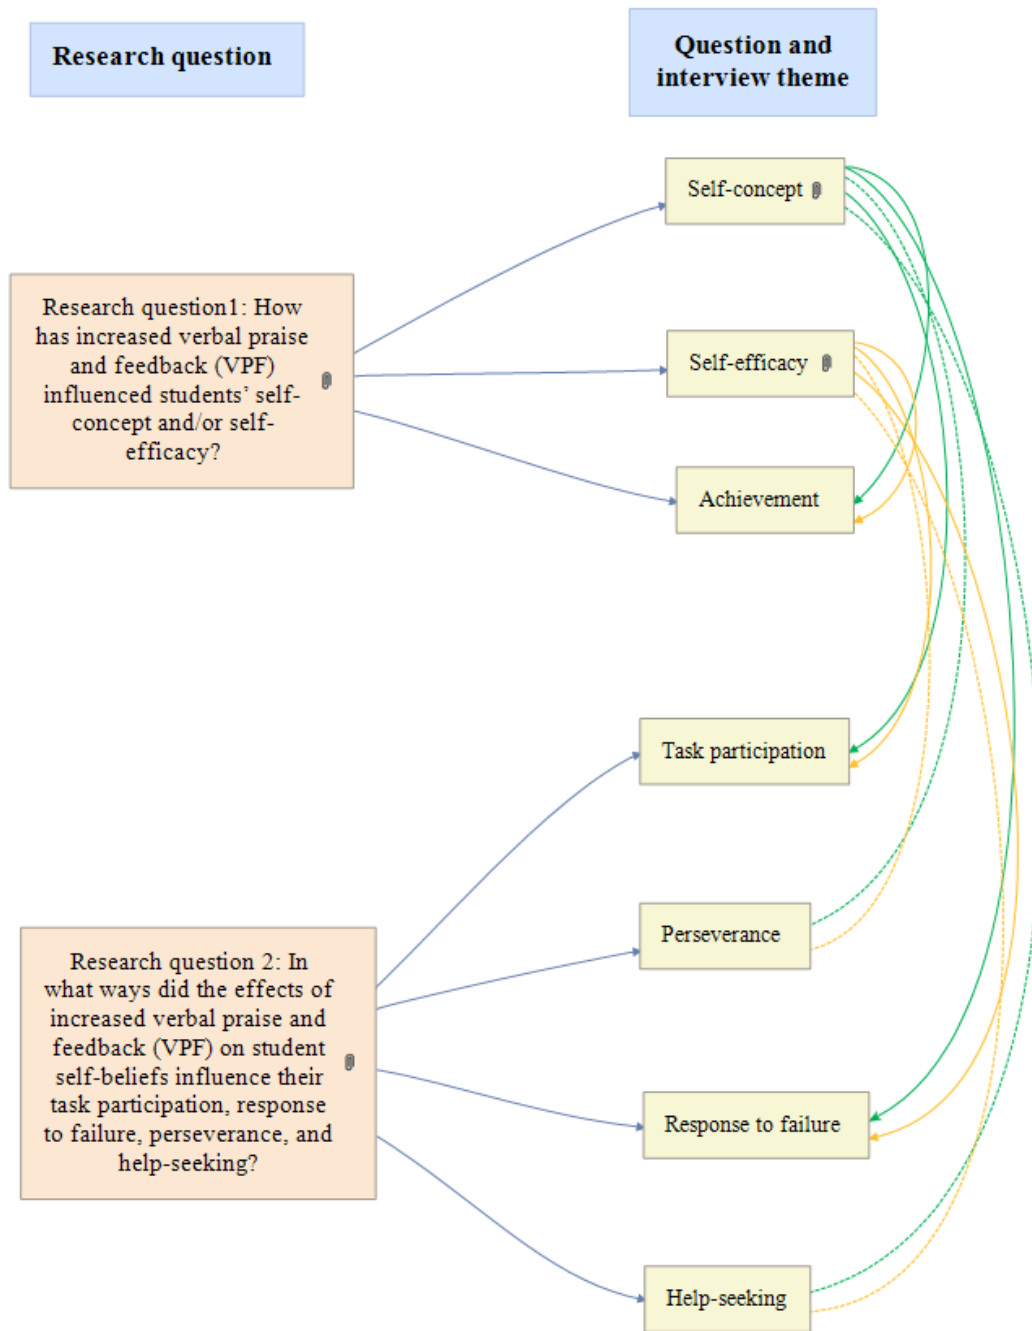 Research question
Question and
interview theme
Self-concept
Research question1: How
has increased verbal praise
and feedback (VPF)
influenced students’ self-
concept and/or self-
efficacy?
Self-efficacy
Achievement
Task participation
Perseverance
Research question 2: In
what ways did the effects of
increased verbal praise and
feedback (VPF) on student
self-beliefs influence their
task participation, response
to failure, perseverance, and
help-seeking?
Response to failure
Help-seeking